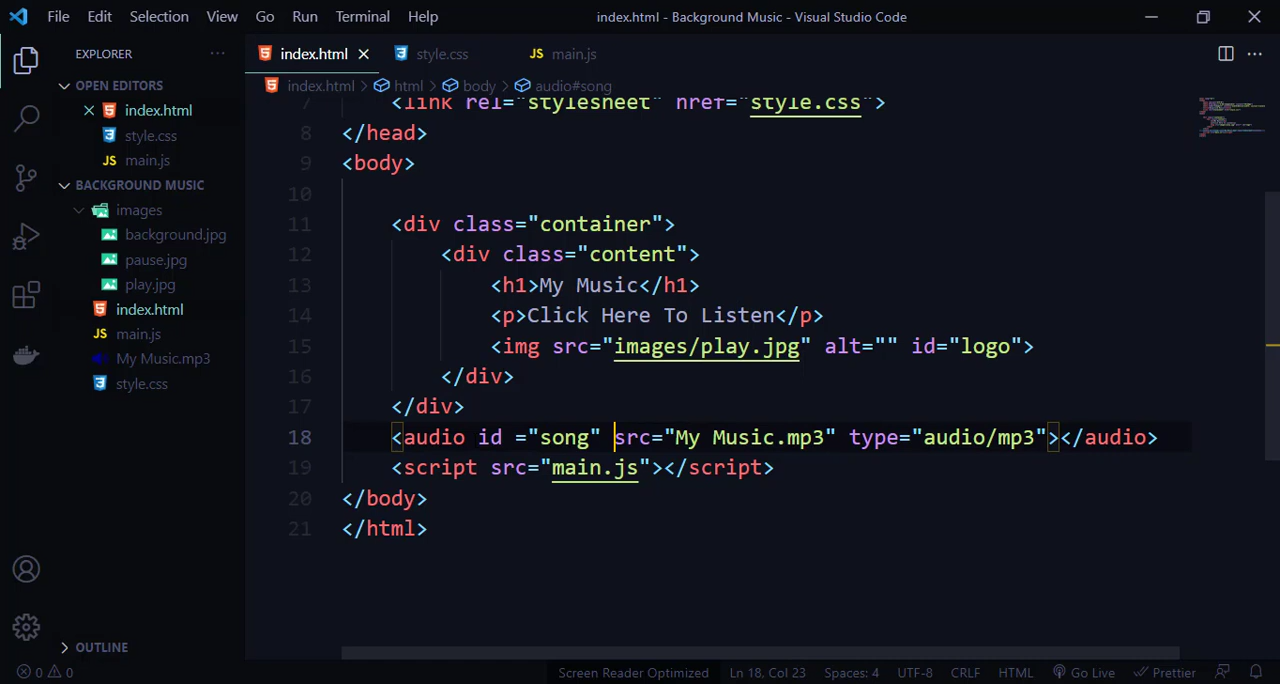 File Edit Selection View Go Run Terminal Help index.html - Background Music - Visual Studio Code
EXPLORER ···
OPEN EDITORS
index.html
style.css
JS main.js
BACKGROUND MUSIC
images
background.jpg
pause.jpg
play.jpg
index.html
JS main.js
My Music.mp3
style.css
OUTLINE
index.html style.css JS main.js
index.html > html > body > audio#song
7 <link rel="stylesheet" href="style.css">
8 </head>
9 <body>
10
11 <div class="container">
12 <div class="content">
13 <h1>My Music</h1>
14 <p>Click Here To Listen</p>
15 <img src="images/play.jpg" alt="" id="logo">
16 </div>
17 </div>
18 <audio id ="song" src="My Music.mp3" type="audio/mp3"></audio>
19 <script src="main.js"></script>
20 </body>
21 </html>
0 0 Screen Reader Optimized Ln 18, Col 23 Spaces: 4 UTF-8 CRLF HTML Go Live Prettier